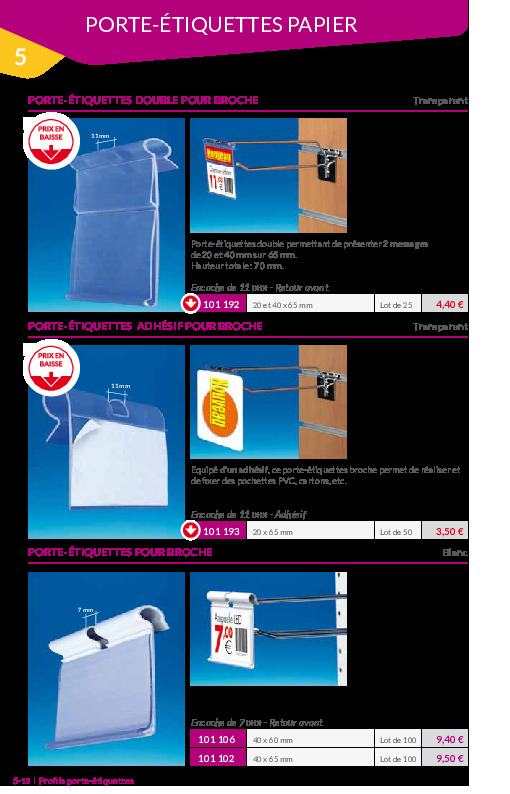 PORTE-ÉTIQUETTES PAPIER
5
PORTE-ÉTIQUETTES DOUBLE POUR BROCHE Transparent
PRIX EN
BAISSE
11mm
Porte-étiquettes double permettant de présenter 2 messages
de 20 et 40 mm sur 65 mm.
Hauteur totale : 70 mm.
Encoche de 11 mm - Retour avant
101 192 20 et 40 x 65 mm Lot de 25 4,40 €
PORTE-ÉTIQUETTES ADHÉSIF POUR BROCHE Transparent
PRIX EN
BAISSE
11mm
Equipé d'un adhésif, ce porte-étiquettes broche permet de réaliser et
de fixer des pochettes PVC, cartons, etc.
Encoche de 11 mm - Adhésif
101 193 20 x 65 mm Lot de 50 3,50 €
PORTE-ÉTIQUETTES POUR BROCHE Blanc
7 mm
Ampoule LED
7,00
€
Encoche de 7 mm - Retour avant
101 106 40 x 60 mm Lot de 100 9,40 €
101 102 40 x 65 mm Lot de 100 9,50 €
5-12 | Profils porte-étiquettes